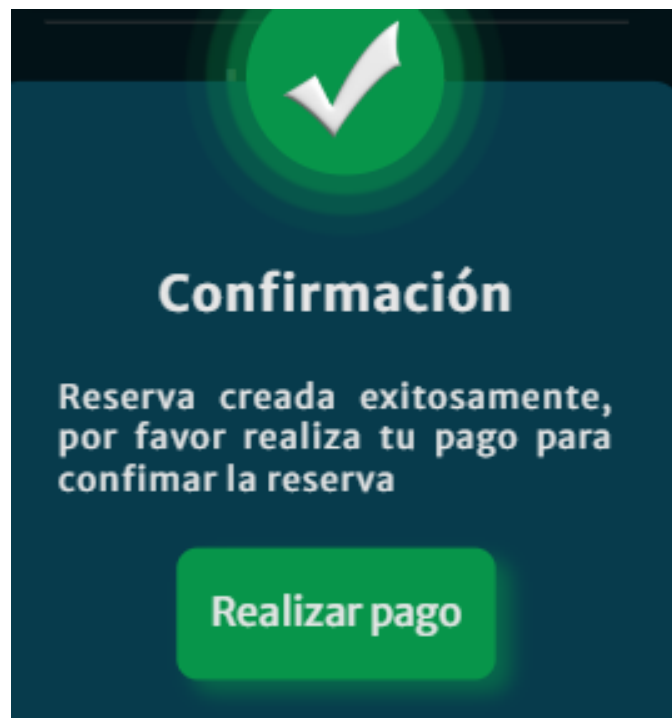 Confirmación
Reserva creada exitosamente,
por favor realiza tu pago para
confimar la reserva
Realizar pago